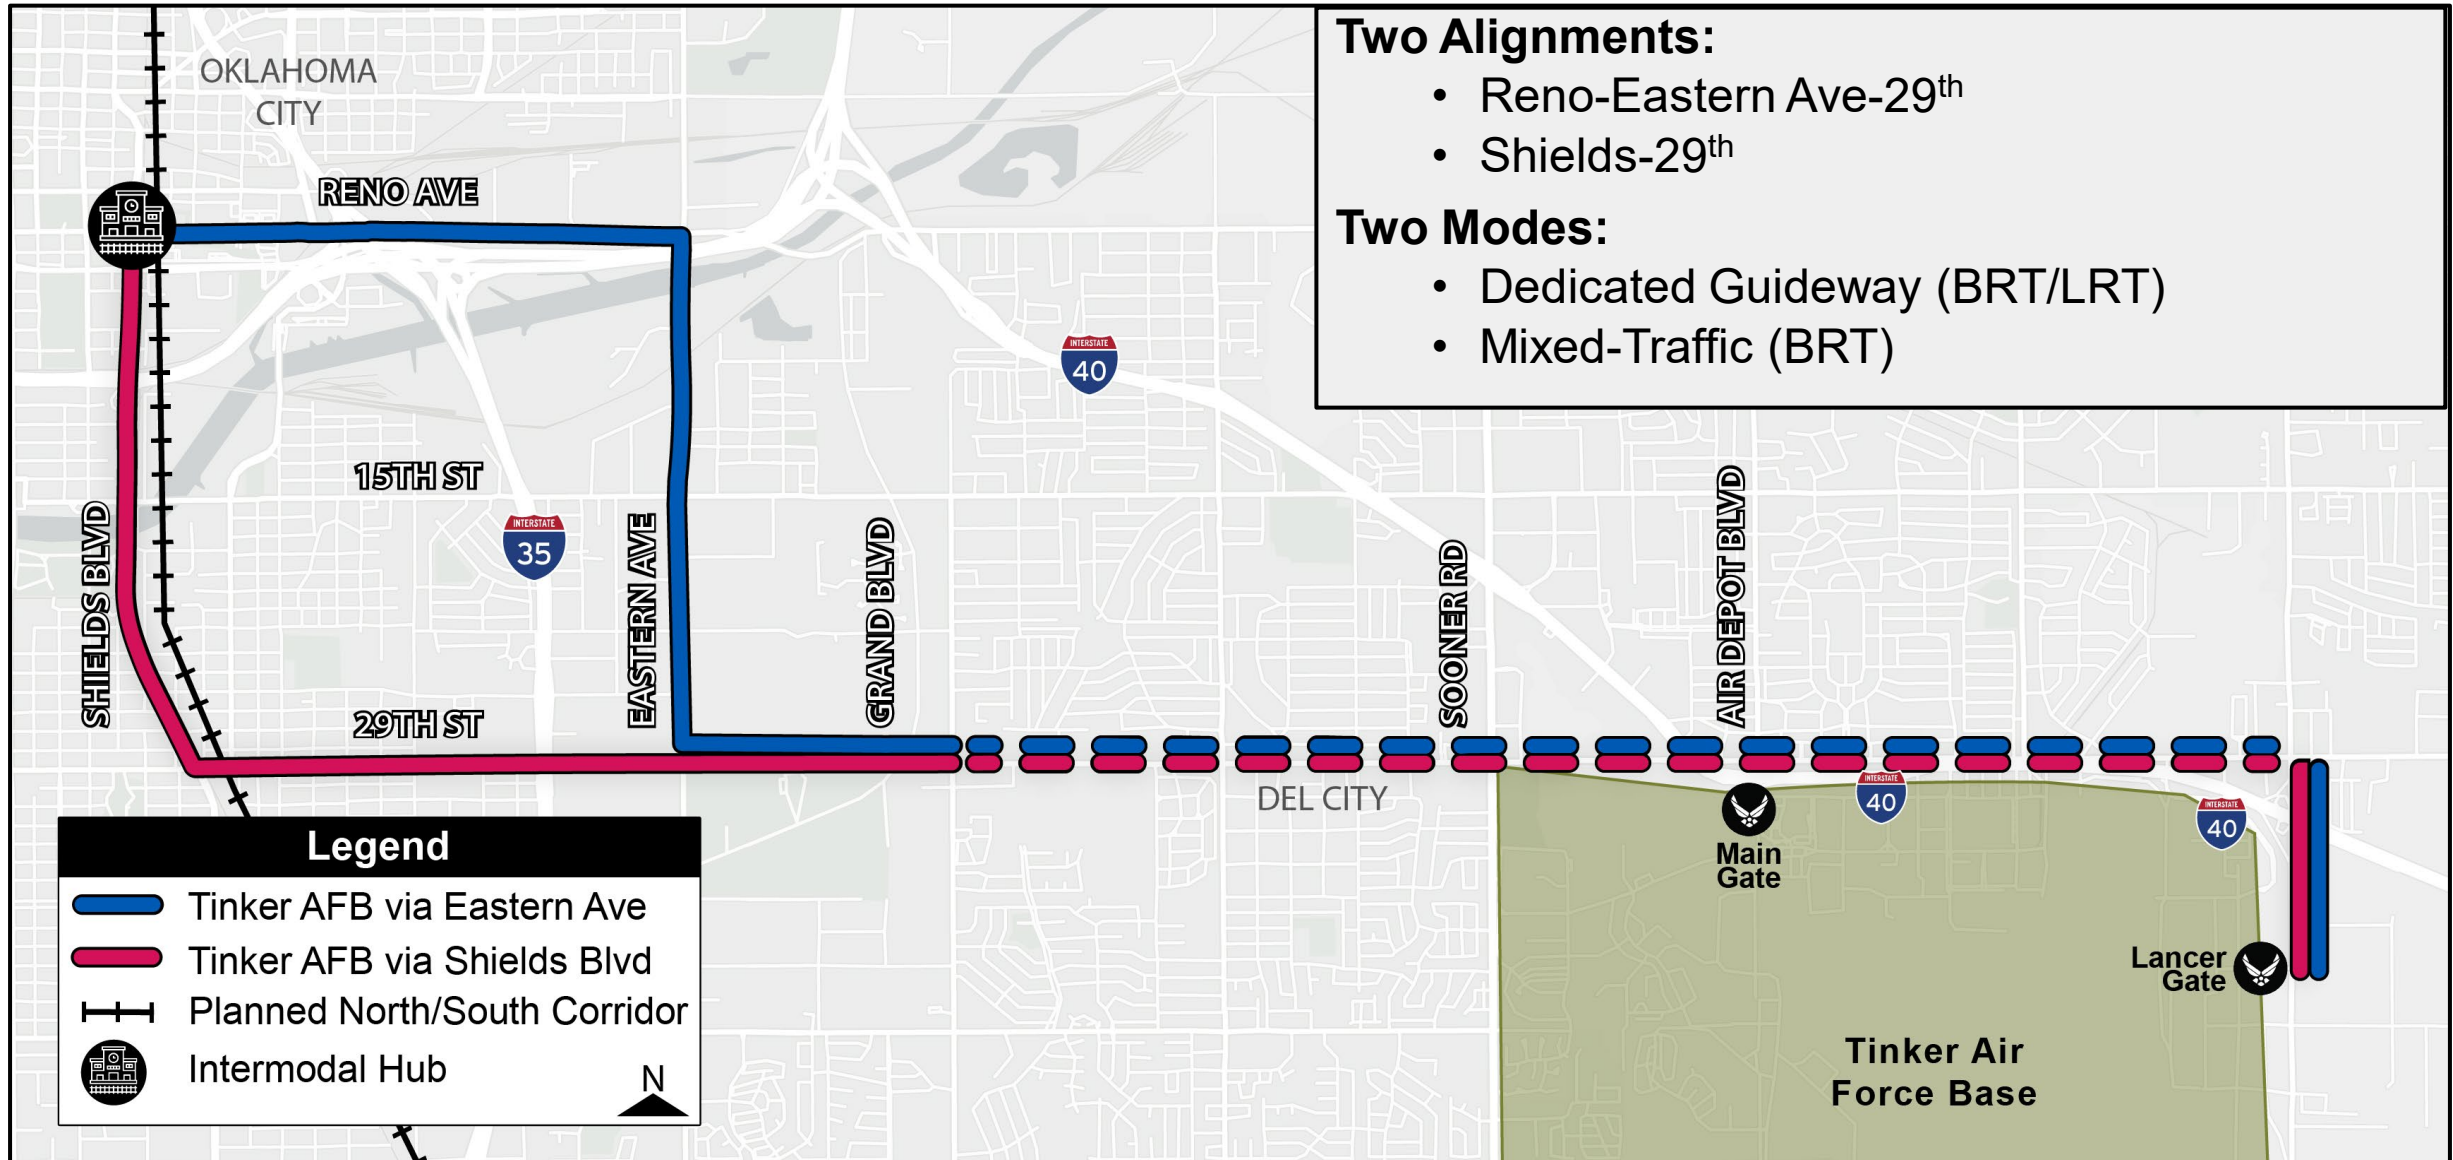 Two Alignments:
• Reno-Eastern Ave-29th
• Shields-29th
Two Modes:
• Dedicated Guideway (BRT/LRT)
• Mixed-Traffic (BRT)
OKLAHOMA
CITY
RENO AVE
INTERSTATE
40
15TH ST
INTERSTATE
35
SHIELDS BLVD
EASTERN AVE
GRAND BLVD
SOONER RD
AIR DEPOT BLVD
29TH ST
DEL CITY
INTERSTATE
40
INTERSTATE
40
Main
Gate
Lancer
Gate
Tinker Air
Force Base
Legend
Tinker AFB via Eastern Ave
Tinker AFB via Shields Blvd
Planned North/South Corridor
Intermodal Hub
N